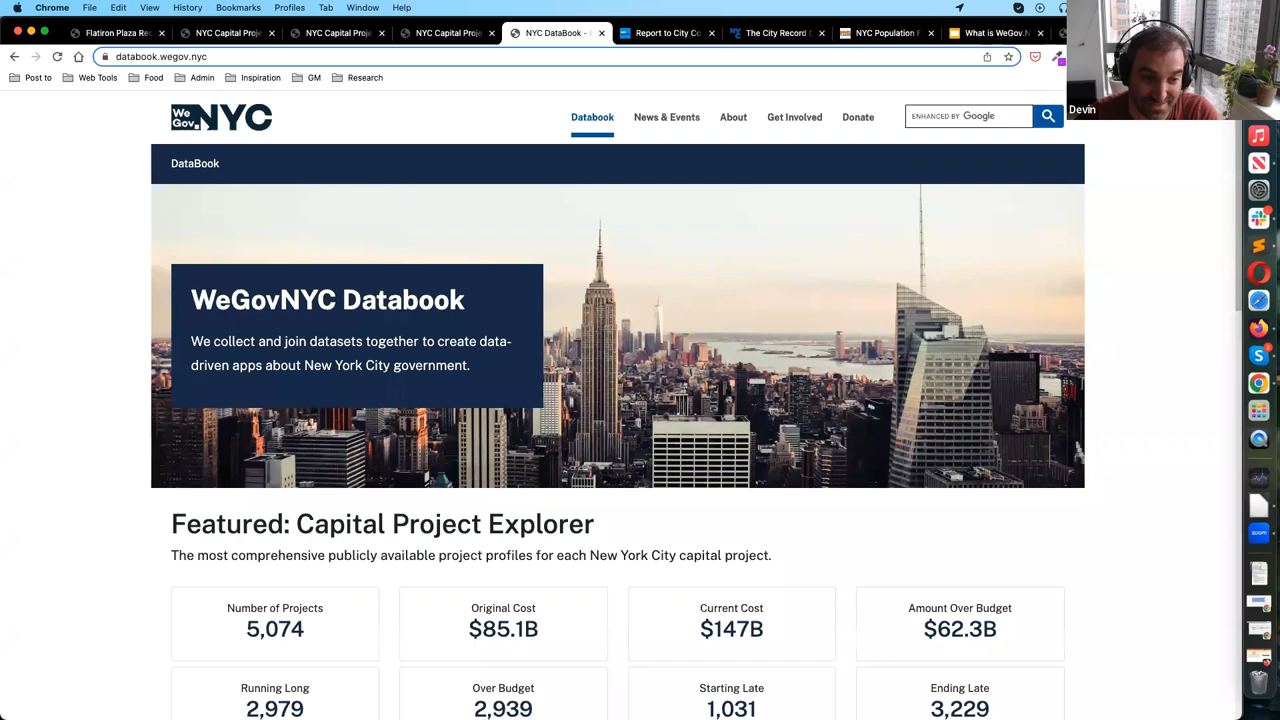 Chrome File Edit View History Bookmarks Profiles Tab Window Help
Flatiron Plaza Rec NYC Capital Proje NYC Capital Proje NYC Capital Proje NYC DataBook - Report to City Co The City Record NYC Population F What is WeGov.N
databook.wegov.nyc
Post to Web Tools Food Admin Inspiration GM Research
Devin
We Gov NYC Databook News & Events About Get Involved Donate ENHANCED BY Google
DataBook
WeGovNYC Databook
We collect and join datasets together to create data-
driven apps about New York City government.
Featured: Capital Project Explorer
The most comprehensive publicly available project profiles for each New York City capital project.
Number of Projects Original Cost Current Cost Amount Over Budget
5,074 $85.1B $147B $62.3B
Running Long Over Budget Starting Late Ending Late
2,979 2,939 1,031 3,229
zoom